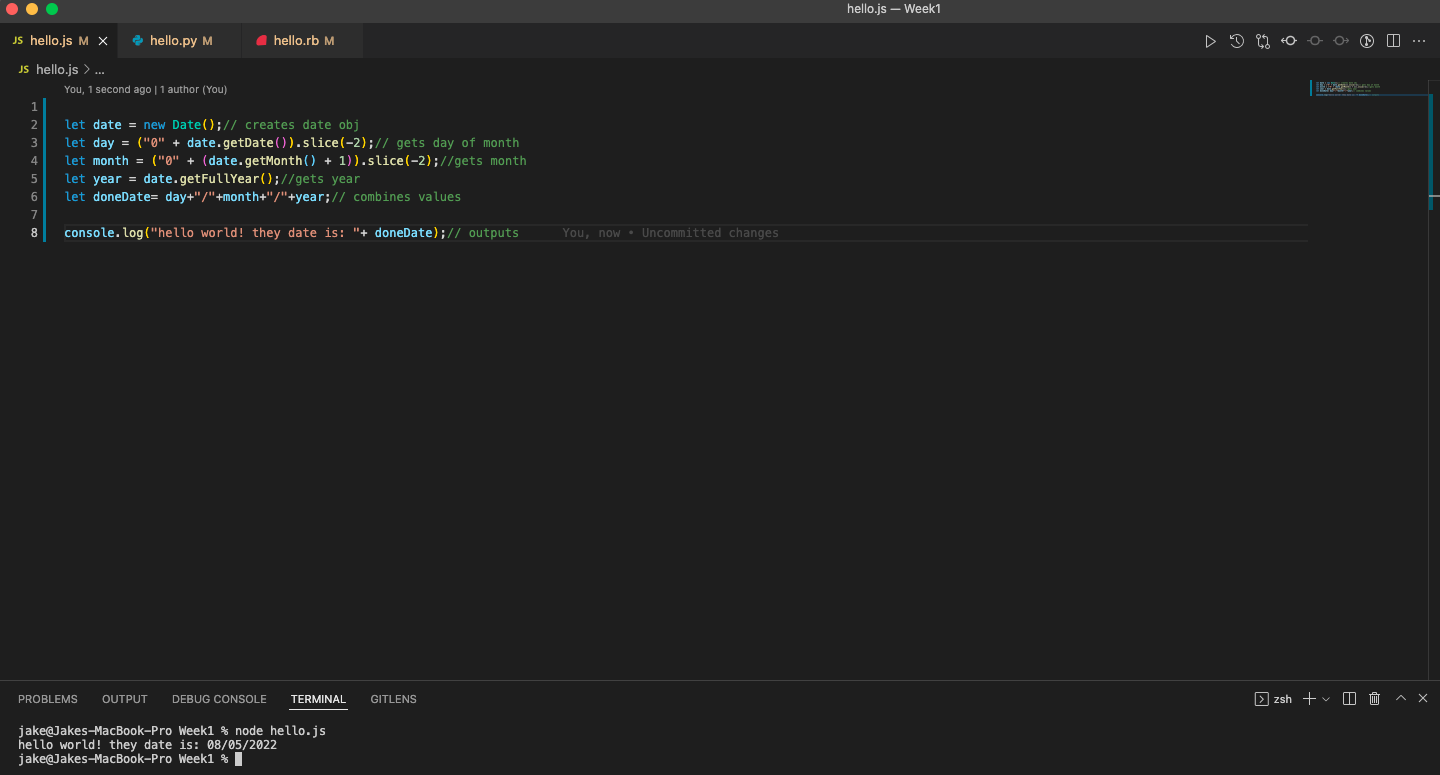 hello.js — Week1
JS hello.js M hello.py M hello.rb M
JS hello.js > ...
You, 1 second ago | 1 author (You)
1
2 let date = new Date();// creates date obj
3 let day = ("0" + date.getDate()).slice(-2);// gets day of month
4 let month = ("0" + (date.getMonth() + 1)).slice(-2);//gets month
5 let year = date.getFullYear();//gets year
6 let doneDate= day+"/"+month+"/"+year;// combines values
7
8 console.log("hello world! they date is: "+ doneDate);// outputs You, now • Uncommitted changes
PROBLEMS OUTPUT DEBUG CONSOLE TERMINAL GITLENS zsh
jake@Jakes-MacBook-Pro Week1 % node hello.js
hello world! they date is: 08/05/2022
jake@Jakes-MacBook-Pro Week1 %